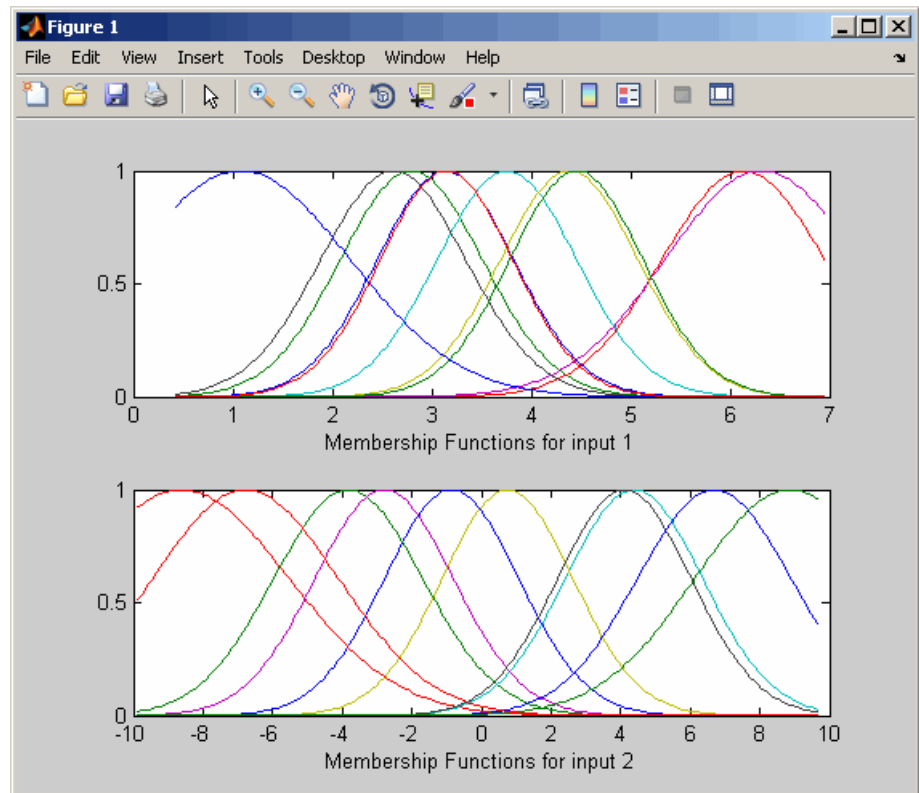 Figure 1
File Edit View Insert Tools Desktop Window Help
1
0.5
0
0 1 2 3 4 5 6 7
Membership Functions for input 1
1
0.5
0
-10 -8 -6 -4 -2 0 2 4 6 8 10
Membership Functions for input 2